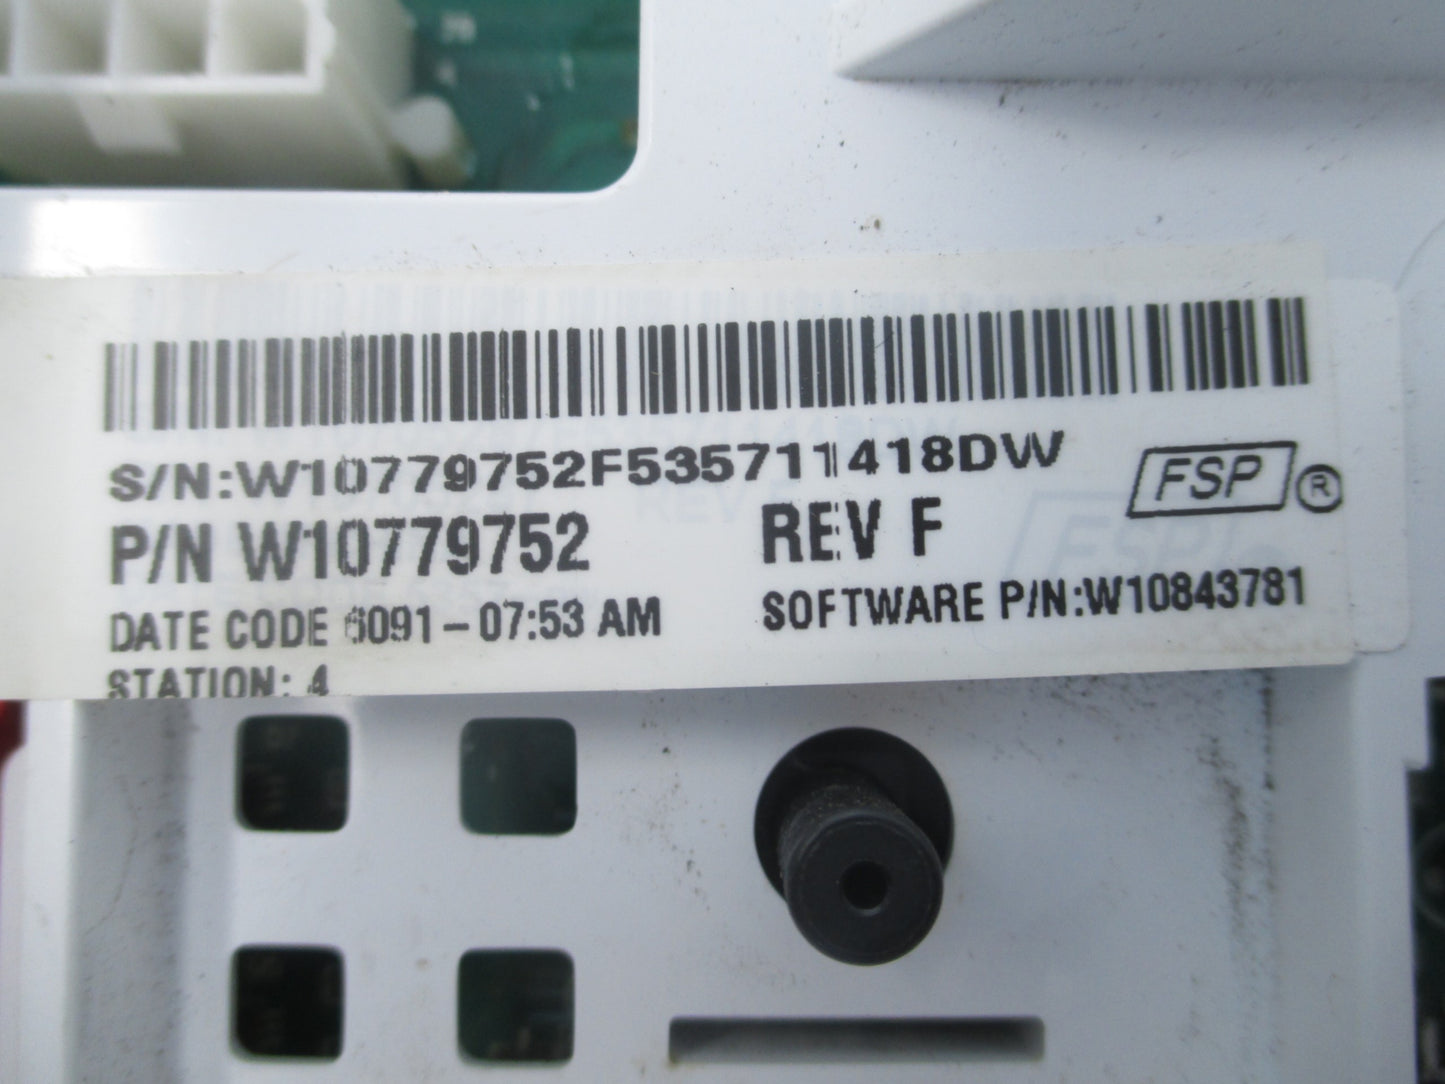 S/N:W10779752F535711418DW
FSP®
P/N W10779752 REV F
DATE CODE 6091-07:53 AM SOFTWARE P/N:W10843781
STATION: 4